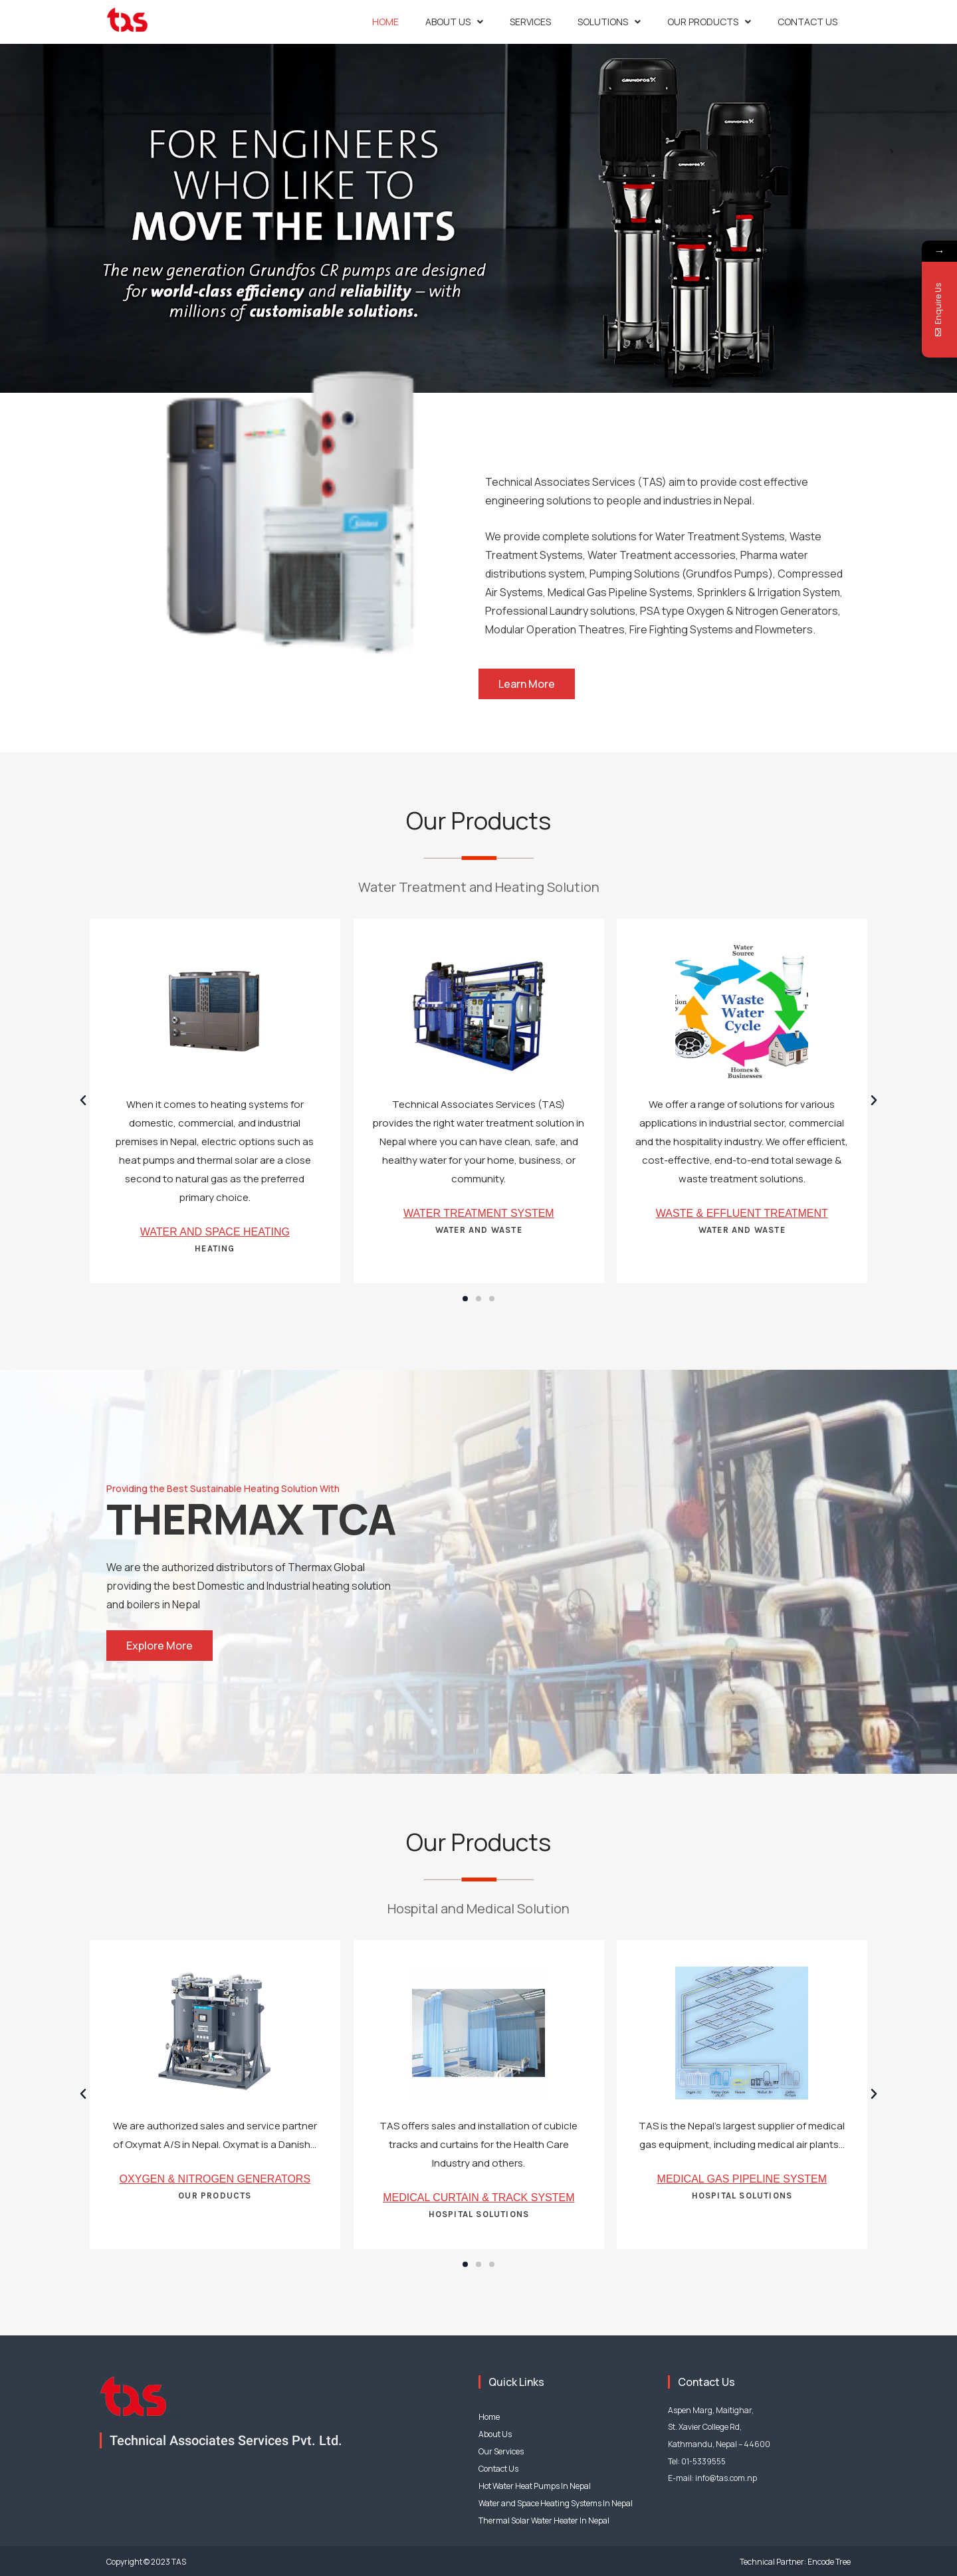 tas
HOME
ABOUT US
SERVICES
SOLUTIONS
OUR PRODUCTS
CONTACT US
FOR ENGINEERS
WHO LIKE TO
MOVE THE LIMITS
The new generation Grundfos CR pumps are designed
for world-class efficiency and reliability – with
millions of customisable solutions.
GRUNDFOS
GRUNDFOS
GRUNDFOS
→
Enquire Us
Midea
Technical Associates Services (TAS) aim to provide cost effective
engineering solutions to people and industries in Nepal.
We provide complete solutions for Water Treatment Systems, Waste
Treatment Systems, Water Treatment accessories, Pharma water
distributions system, Pumping Solutions (Grundfos Pumps), Compressed
Air Systems, Medical Gas Pipeline Systems, Sprinklers & Irrigation System,
Professional Laundry solutions, PSA type Oxygen & Nitrogen Generators,
Modular Operation Theatres, Fire Fighting Systems and Flowmeters.
Learn More
Our Products
Water Treatment and Heating Solution
When it comes to heating systems for
domestic, commercial, and industrial
premises in Nepal, electric options such as
heat pumps and thermal solar are a close
second to natural gas as the preferred
primary choice.
WATER AND SPACE HEATING
HEATING
Technical Associates Services (TAS)
provides the right water treatment solution in
Nepal where you can have clean, safe, and
healthy water for your home, business, or
community.
WATER TREATMENT SYSTEM
WATER AND WASTE
Water
Source
Waste
Water
Cycle
Homes &
Businesses
We offer a range of solutions for various
applications in industrial sector, commercial
and the hospitality industry. We offer efficient,
cost-effective, end-to-end total sewage &
waste treatment solutions.
WASTE & EFFLUENT TREATMENT
WATER AND WASTE
Providing the Best Sustainable Heating Solution With
THERMAX TCA
We are the authorized distributors of Thermax Global
providing the best Domestic and Industrial heating solution
and boilers in Nepal
Explore More
Our Products
Hospital and Medical Solution
We are authorized sales and service partner
of Oxymat A/S in Nepal. Oxymat is a Danish...
OXYGEN & NITROGEN GENERATORS
OUR PRODUCTS
TAS offers sales and installation of cubicle
tracks and curtains for the Health Care
Industry and others.
MEDICAL CURTAIN & TRACK SYSTEM
HOSPITAL SOLUTIONS
TAS is the Nepal's largest supplier of medical
gas equipment, including medical air plants...
MEDICAL GAS PIPELINE SYSTEM
HOSPITAL SOLUTIONS
tas
Technical Associates Services Pvt. Ltd.
Quick Links
Home
About Us
Our Services
Contact Us
Hot Water Heat Pumps In Nepal
Water and Space Heating Systems In Nepal
Thermal Solar Water Heater In Nepal
Contact Us
Aspen Marg, Maitighar,
St. Xavier College Rd,
Kathmandu, Nepal – 44600
Tel: 01-5339555
E-mail: info@tas.com.np
Copyright © 2023 TAS
Technical Partner: Encode Tree